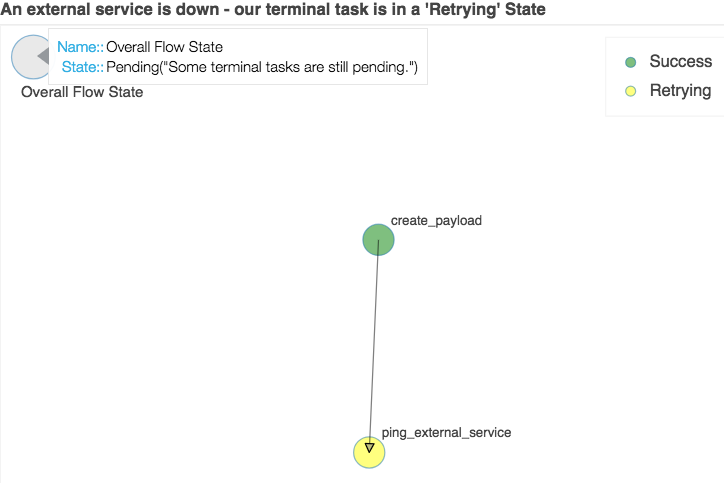 An external service is down - our terminal task is in a 'Retrying' State
Name:: Overall Flow State
State:: Pending("Some terminal tasks are still pending.")
Overall Flow State
Success
Retrying
create_payload
ping_external_service